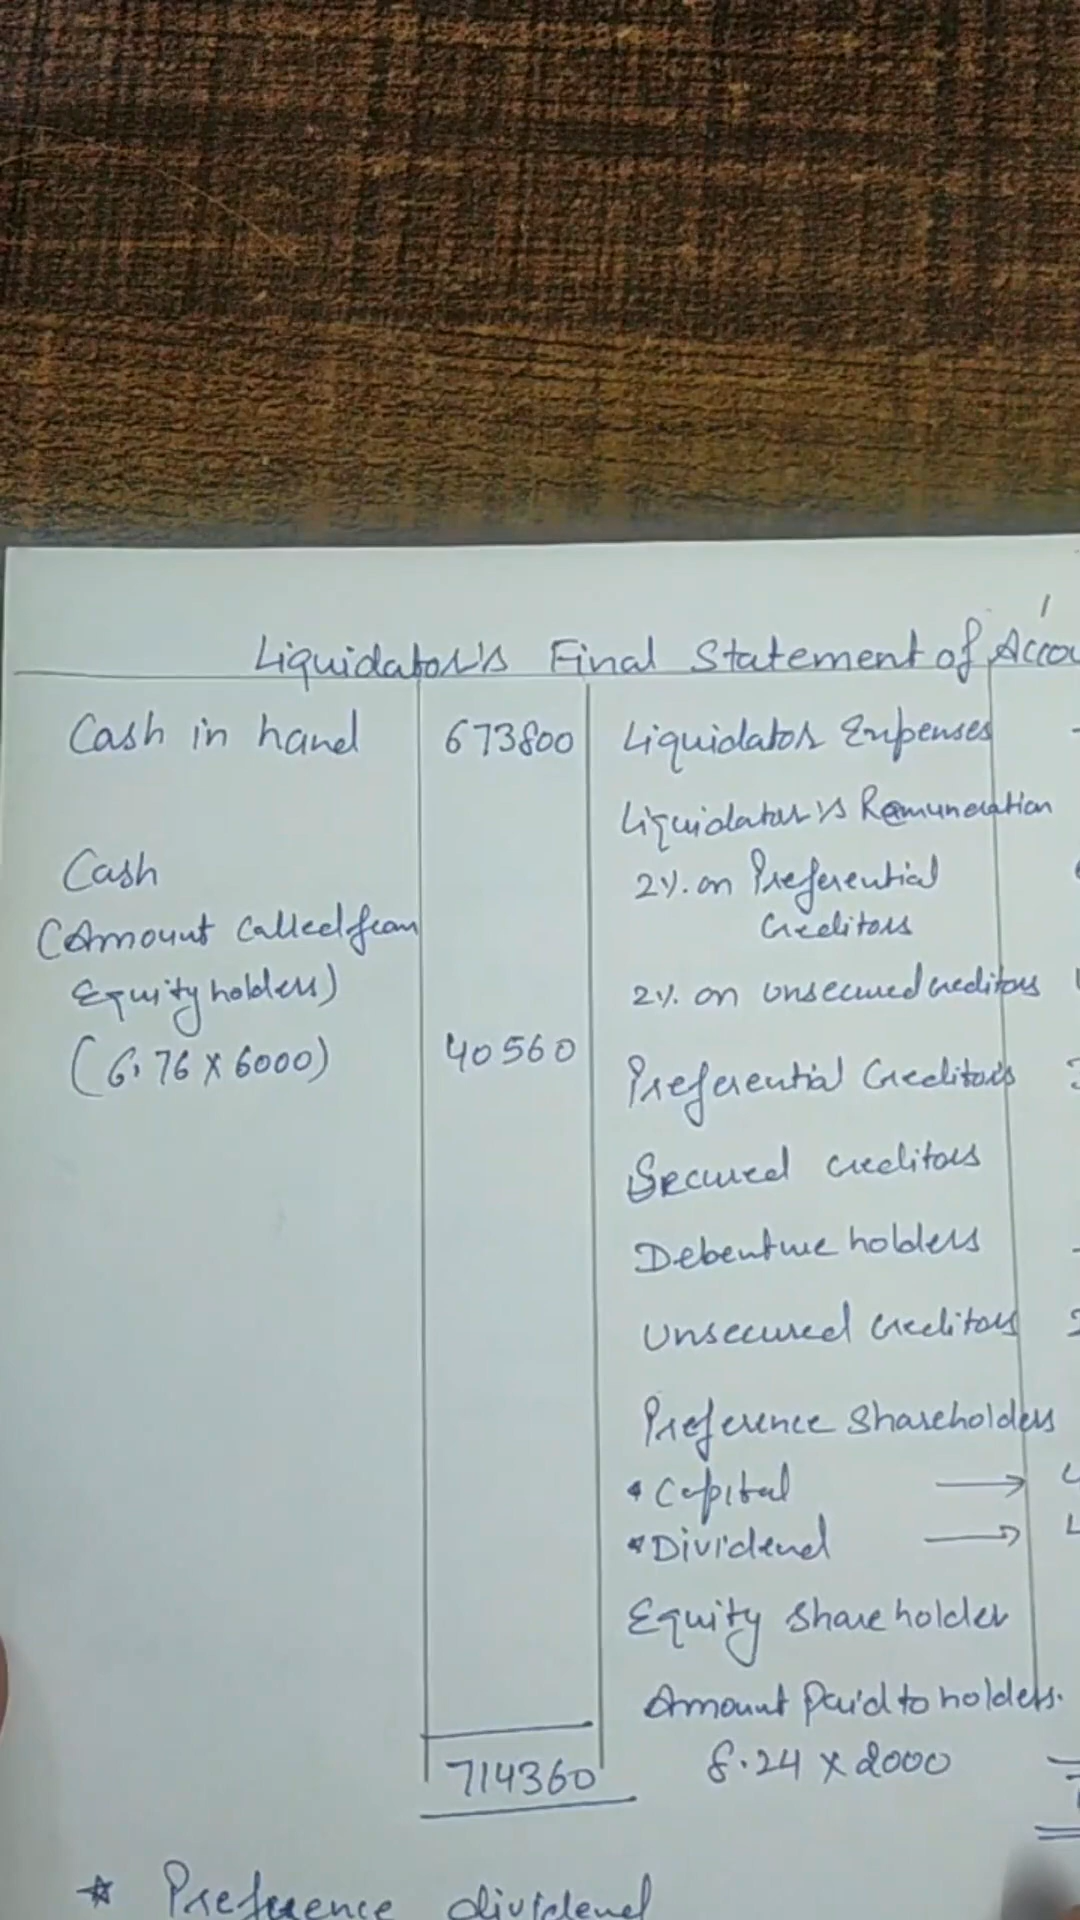 Liquidator's Final Statement of
Cash in hand 673800 Liquidator Expenses
Liquidator's Remuneration
Cash
2%. on Preferential
(Amount Called from
Creditors
Equity holders)
2%. on unsecured creditors
(6.76 x 6000) 40560
Preferential Creditors
Secured creditors
Debenture holders
Unsecured Creditors
Preference Shareholders
* Capital →
* Dividend →
Equity shareholder
Amount Paid to holders.
714360 8.24 x 2000
* Preference dividend